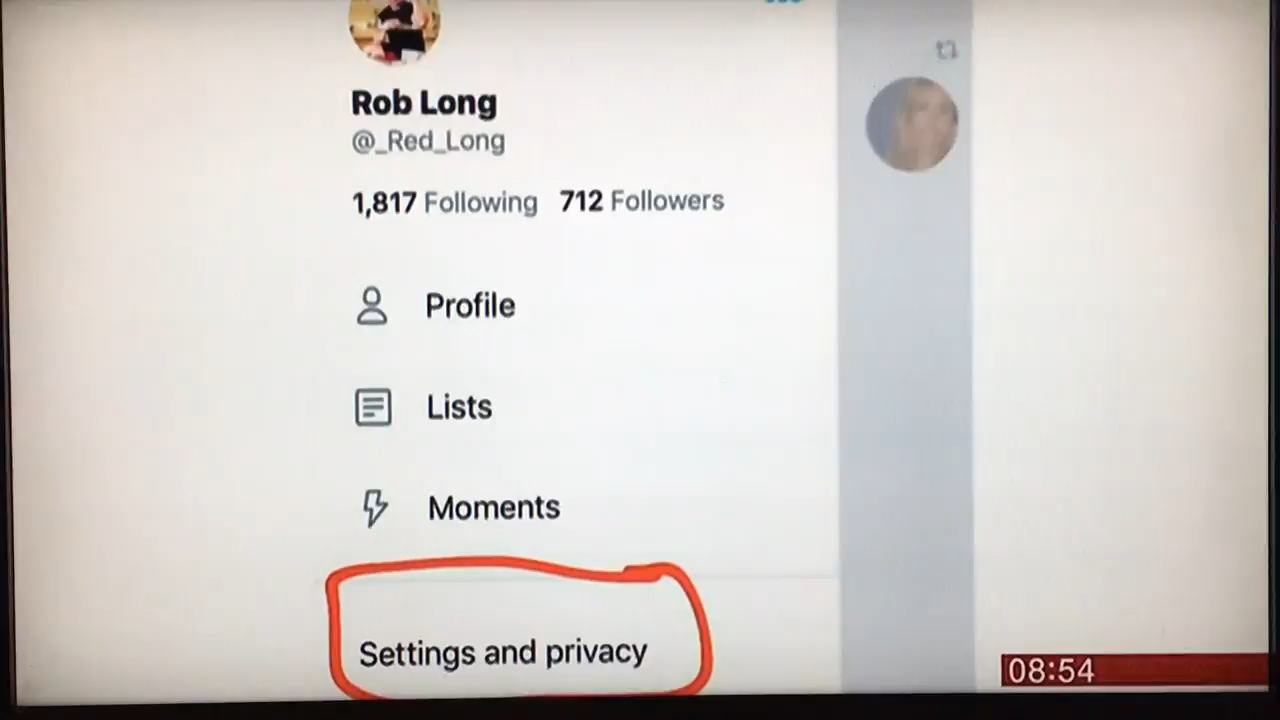 Rob Long
@_Red_Long
1,817 Following 712 Followers
Profile
Lists
Moments
Settings and privacy
08:54